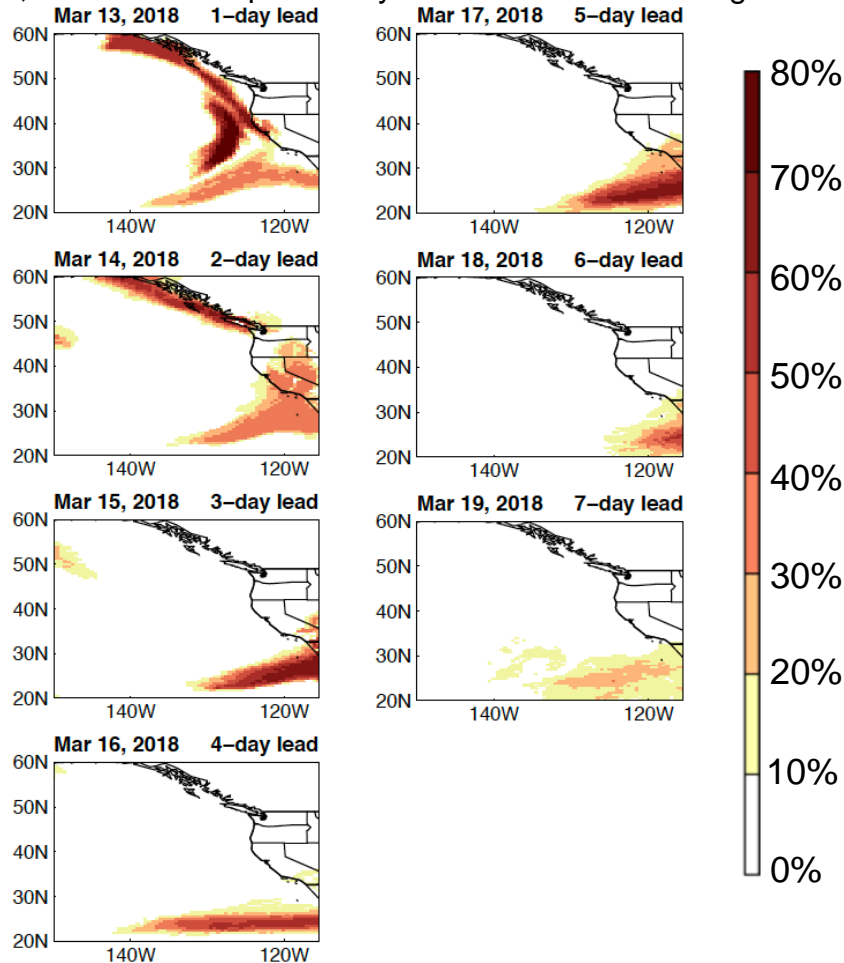 Mar 13, 2018 1-day lead
60N
50N
40N
30N
20N
140W 120W
Mar 14, 2018 2-day lead
60N
50N
40N
30N
20N
140W 120W
Mar 15, 2018 3-day lead
60N
50N
40N
30N
20N
140W 120W
Mar 16, 2018 4-day lead
60N
50N
40N
30N
20N
140W 120W
Mar 17, 2018 5-day lead
60N
50N
40N
30N
20N
140W 120W
Mar 18, 2018 6-day lead
60N
50N
40N
30N
20N
140W 120W
Mar 19, 2018 7-day lead
60N
50N
40N
30N
20N
140W 120W
80%
70%
60%
50%
40%
30%
20%
10%
0%